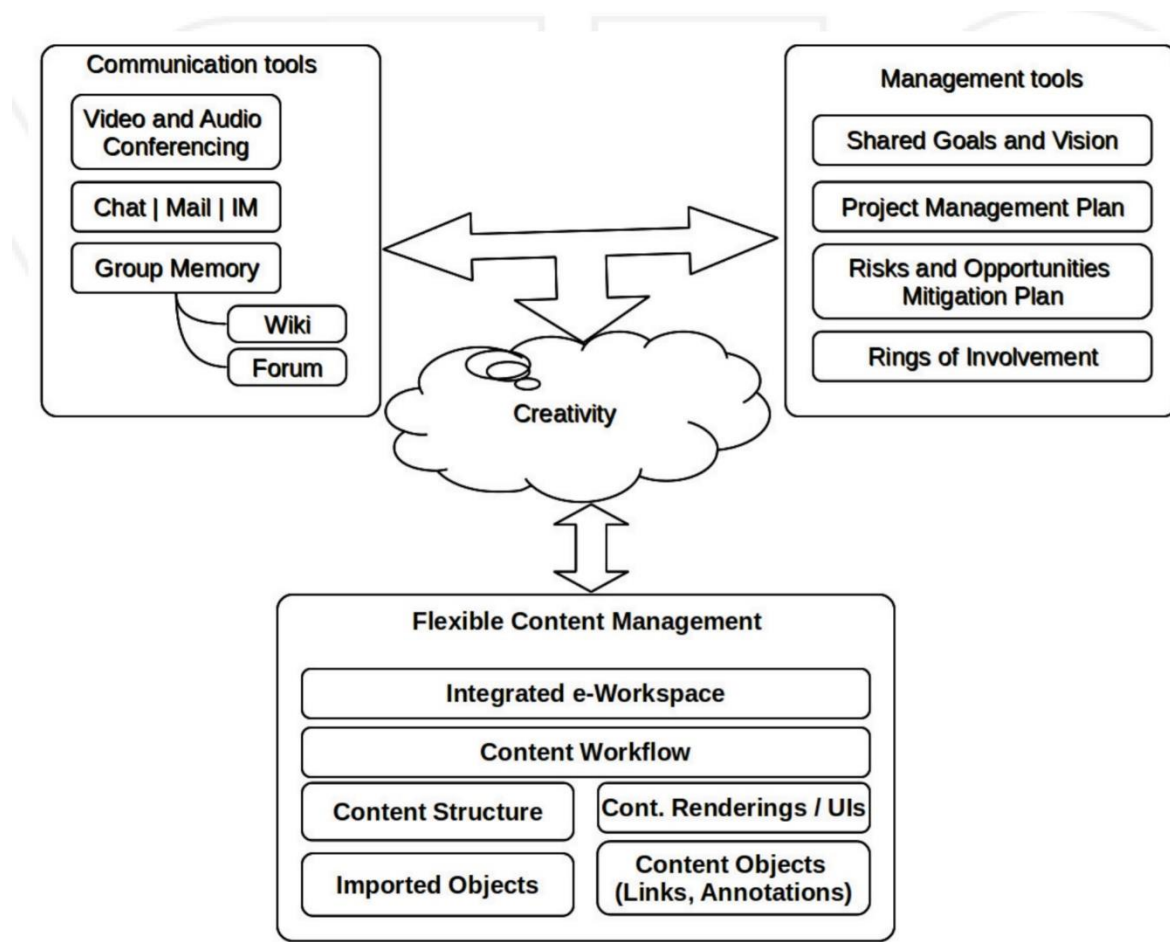 Communication tools
Video and Audio
Conferencing
Chat | Mail | IM
Group Memory
Wiki
Forum
Management tools
Shared Goals and Vision
Project Management Plan
Risks and Opportunities
Mitigation Plan
Rings of Involvement
Creativity
Flexible Content Management
Integrated e-Workspace
Content Workflow
Content Structure
Cont. Renderings / UIs
Imported Objects
Content Objects
(Links, Annotations)